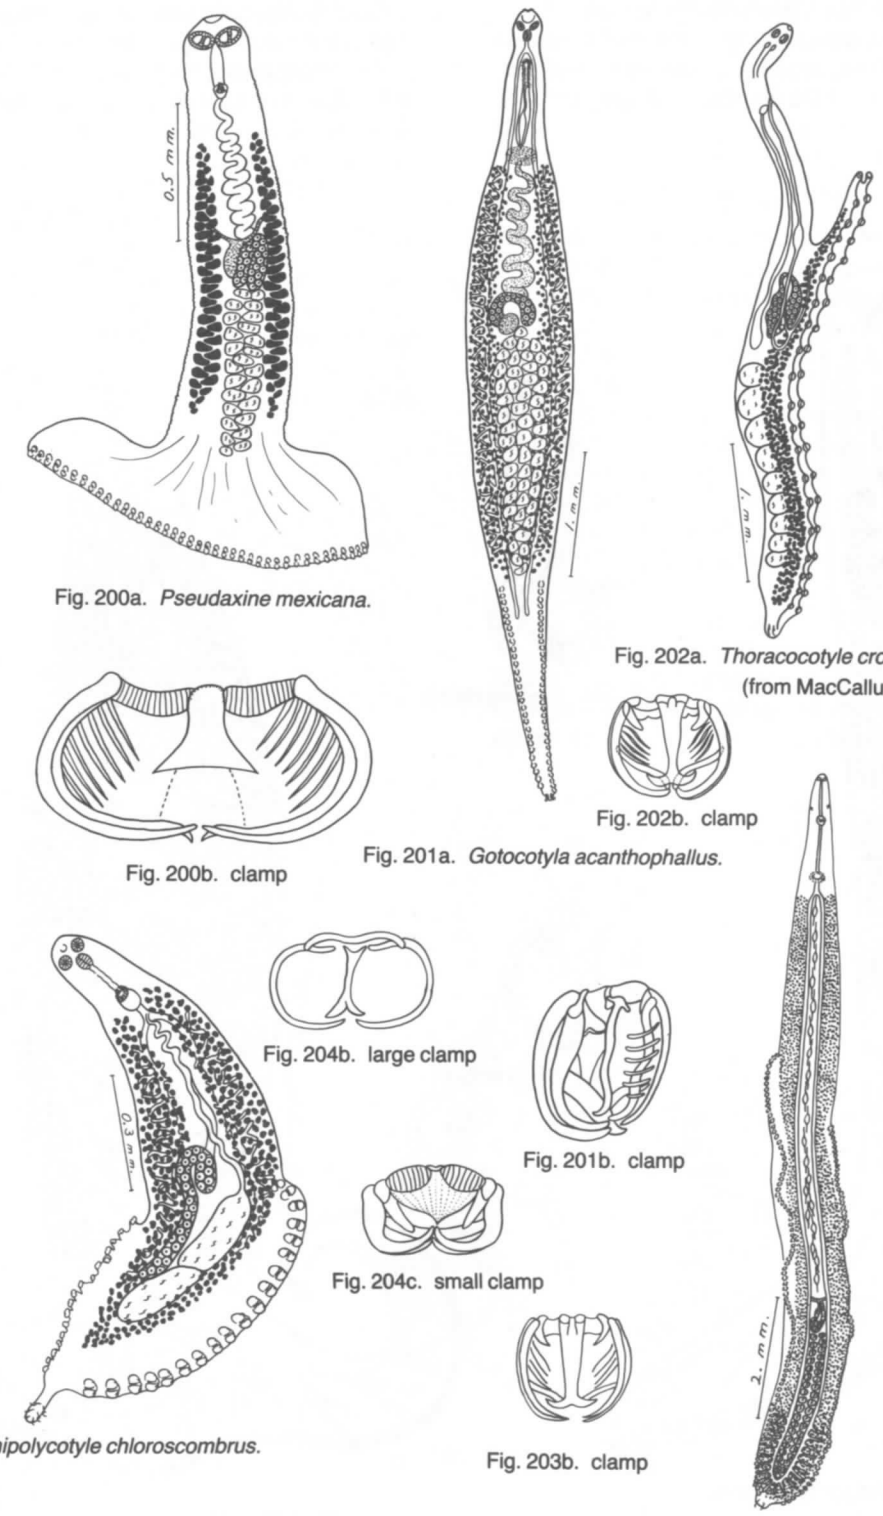 0.5 mm.
Fig. 200a. Pseudaxine mexicana.
1. mm.
1. mm.
Fig. 202a. Thoracocotyle cro
(from MacCallu
Fig. 202b. clamp
Fig. 201a. Gotocotyla acanthophallus.
Fig. 200b. clamp
Fig. 204b. large clamp
0.3 mm.
Fig. 201b. clamp
Fig. 204c. small clamp
2. mm.
ipolycotyle chloroscombrus.
Fig. 203b. clamp